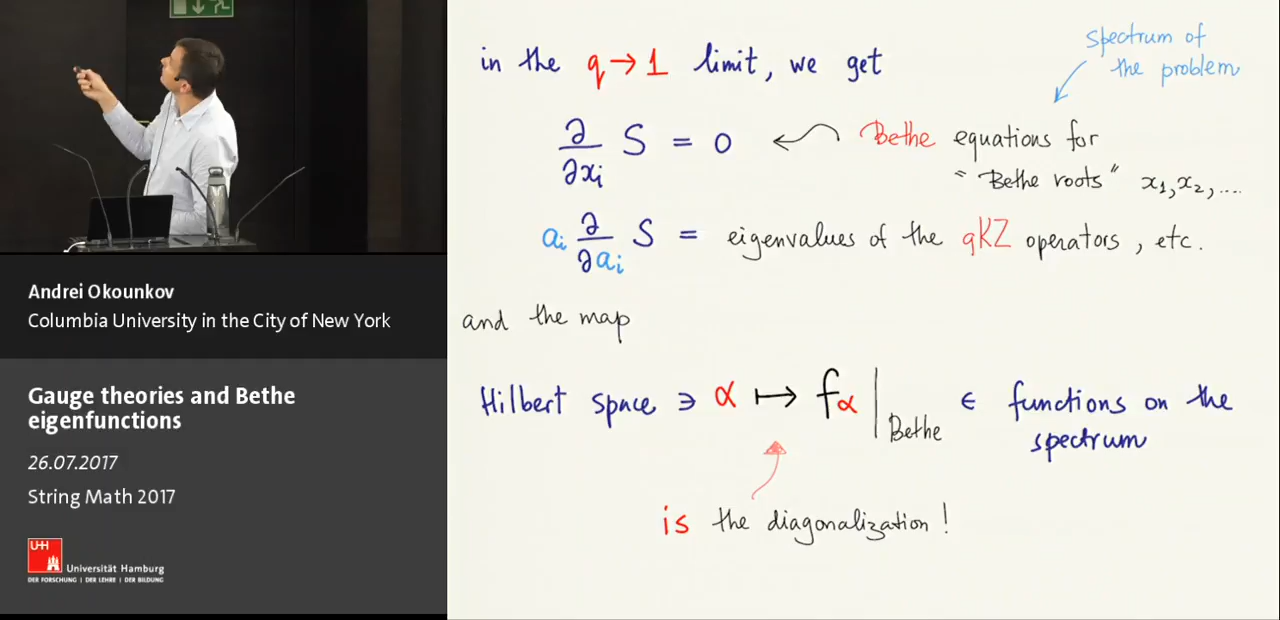 Andrei Okounkov
Columbia University in the City of New York
Gauge theories and Bethe
eigenfunctions
26.07.2017
String Math 2017
UH
Universität Hamburg
DER FORSCHUNG | DER LEHRE | DER BILDUNG
in the q → 1 limit, we get
spectrum of
the problem
∂/∂xi S = 0 ← Bethe equations for
"Bethe roots" x1, x2, ....
ai ∂/∂ai S = eigenvalues of the qKZ operators, etc.
and the map
Hilbert space ∋ α ↦ fα |Bethe ∈ functions on the
spectrum
is the diagonalization!